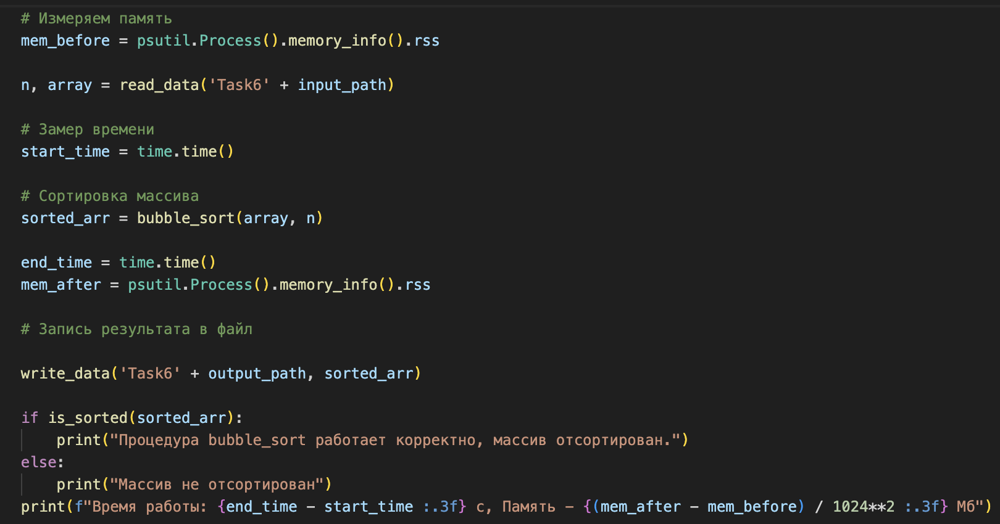 # Измеряем память
mem_before = psutil.Process().memory_info().rss
n, array = read_data('Task6' + input_path)
# Замер времени
start_time = time.time()
# Сортировка массива
sorted_arr = bubble_sort(array, n)
end_time = time.time()
mem_after = psutil.Process().memory_info().rss
# Запись результата в файл
write_data('Task6' + output_path, sorted_arr)
if is_sorted(sorted_arr):
    print("Процедура bubble_sort работает корректно, массив отсортирован.")
else:
    print("Массив не отсортирован")
print(f"Время работы: {end_time - start_time :.3f} с, Память - {(mem_after - mem_before) / 1024**2 :.3f} Мб")